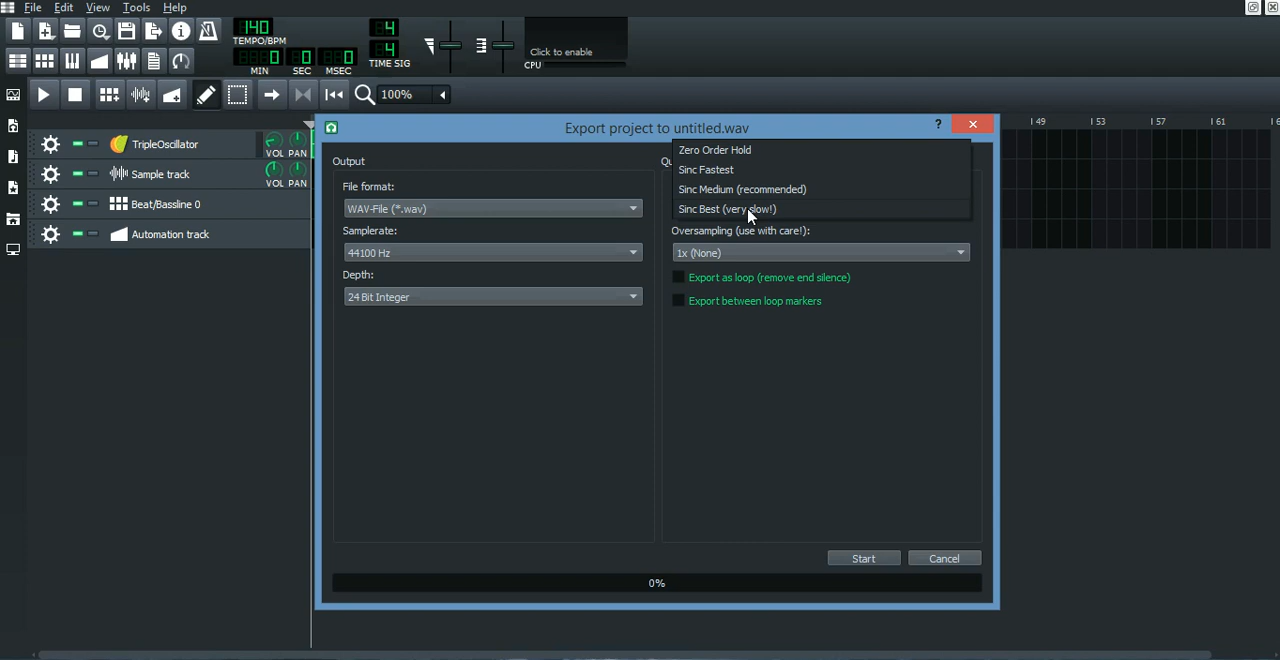 File Edit View Tools Help
140
TEMPO/BPM
0 0 0
MIN SEC MSEC
4
4
TIME SIG
Click to enable
CPU
100%
Export project to untitled.wav
?
49 53 57 61
TripleOscillator
VOL PAN
Sample track
VOL PAN
Beat/Bassline 0
Automation track
Output
File format:
WAV-File (*.wav)
Samplerate:
44100 Hz
Depth:
24 Bit Integer
Zero Order Hold
Sinc Fastest
Sinc Medium (recommended)
Sinc Best (very slow!)
Oversampling (use with care!):
1x (None)
Export as loop (remove end silence)
Export between loop markers
Start Cancel
0%